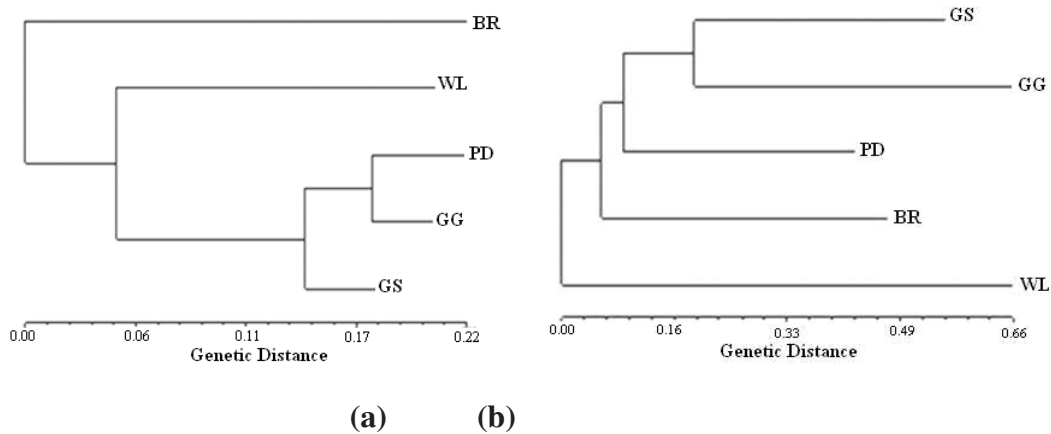 BR
WL
PD
GG
GS
0.00 0.06 0.11 0.17 0.22
Genetic Distance
GS
GG
PD
BR
WL
0.00 0.16 0.33 0.49 0.66
Genetic Distance
(a) (b)